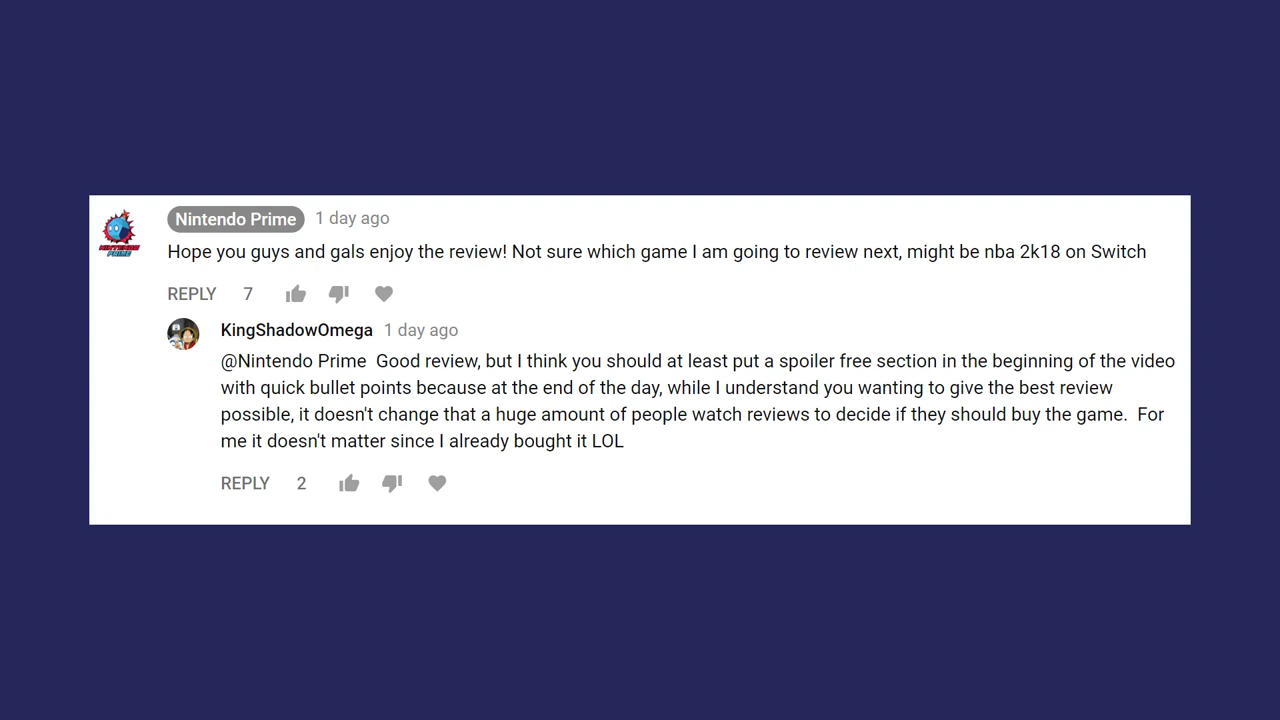 Nintendo Prime 1 day ago
Hope you guys and gals enjoy the review! Not sure which game I am going to review next, might be nba 2k18 on Switch
REPLY 7
KingShadowOmega 1 day ago
@Nintendo Prime  Good review, but I think you should at least put a spoiler free section in the beginning of the video
with quick bullet points because at the end of the day, while I understand you wanting to give the best review
possible, it doesn't change that a huge amount of people watch reviews to decide if they should buy the game.  For
me it doesn't matter since I already bought it LOL
REPLY 2
NINTENDO
PRIME